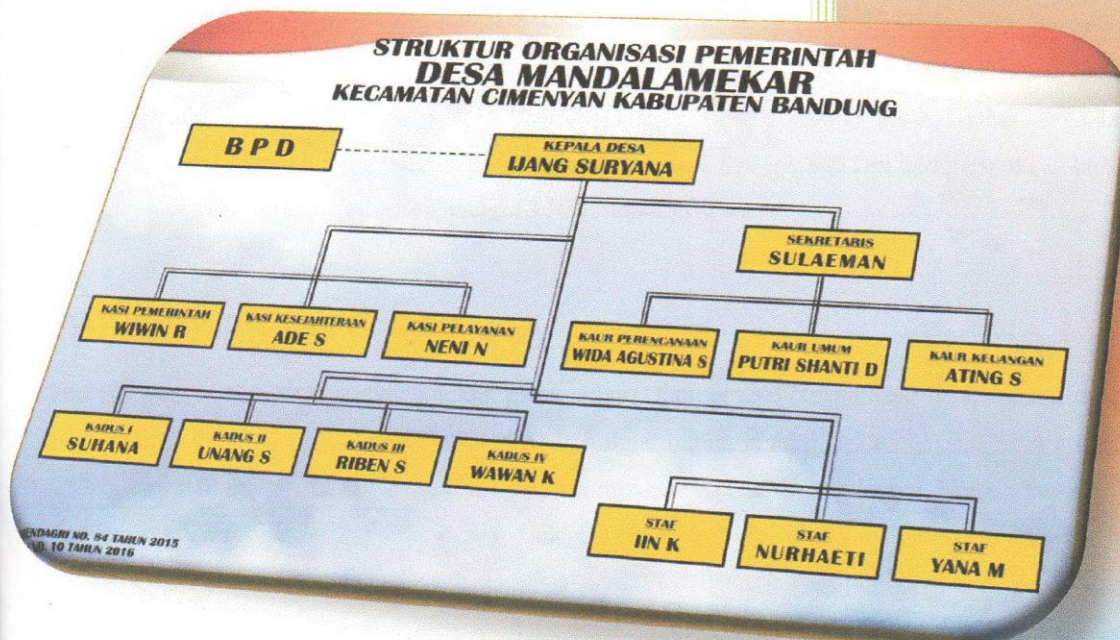 STRUKTUR ORGANISASI PEMERINTAH
DESA MANDALAMEKAR
KECAMATAN CIMENYAN KABUPATEN BANDUNG
B P D
KEPALA DESA
IJANG SURYANA
SEKRETARIS
SULAEMAN
KASI PEMERINTAH
WIWIN R
KASI KESEJAHTERAAN
ADE S
KASI PELAYANAN
NENI N
KAUR PERENCANAAN
WIDA AGUSTINA S
KAUR UMUM
PUTRI SHANTI D
KAUR KEUANGAN
ATING S
KADUS I
SUHANA
KADUS II
UNANG S
KADUS III
RIBEN S
KADUS IV
WAWAN K
STAF
IIN K
STAF
NURHAETI
STAF
YANA M
NO. 84 TAHUN 2015
10 TAHUN 2016